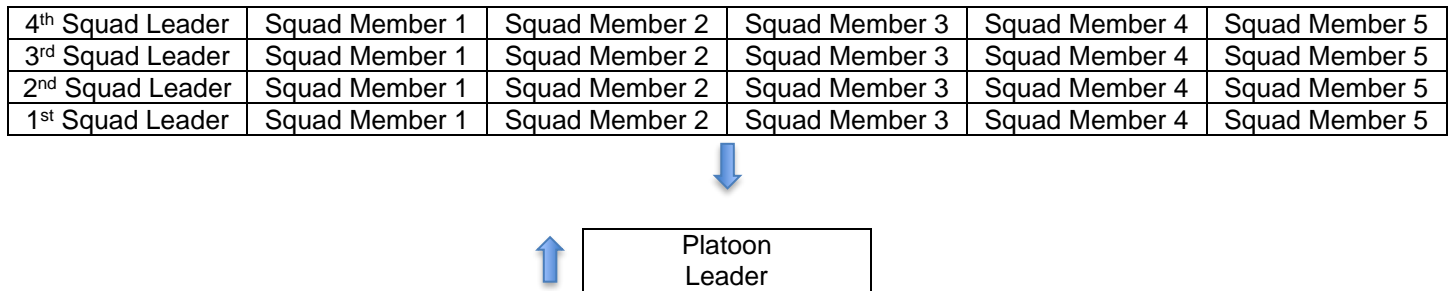 4th Squad Leader Squad Member 1 Squad Member 2 Squad Member 3 Squad Member 4 Squad Member 5
3rd Squad Leader Squad Member 1 Squad Member 2 Squad Member 3 Squad Member 4 Squad Member 5
2nd Squad Leader Squad Member 1 Squad Member 2 Squad Member 3 Squad Member 4 Squad Member 5
1st Squad Leader Squad Member 1 Squad Member 2 Squad Member 3 Squad Member 4 Squad Member 5
Platoon
Leader